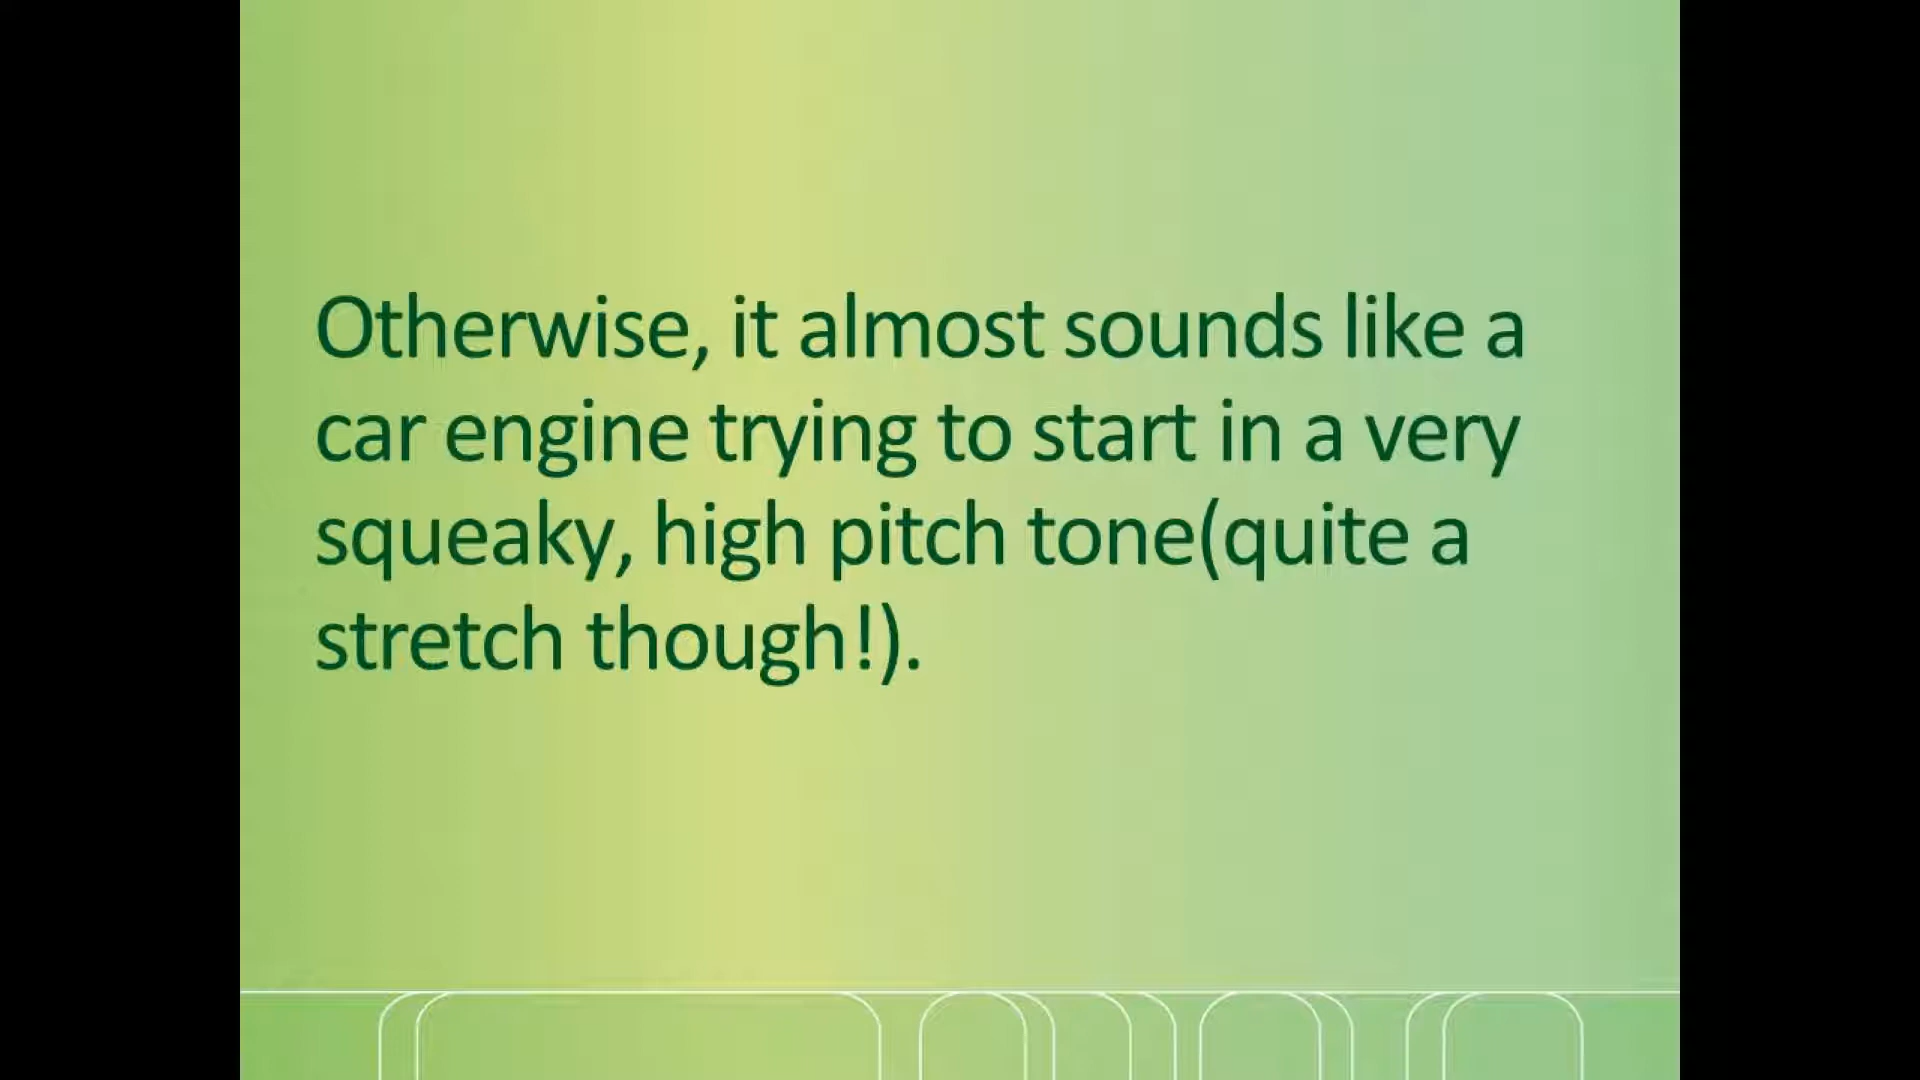 Otherwise, it almost sounds like a
car engine trying to start in a very
squeaky, high pitch tone(quite a
stretch though!).